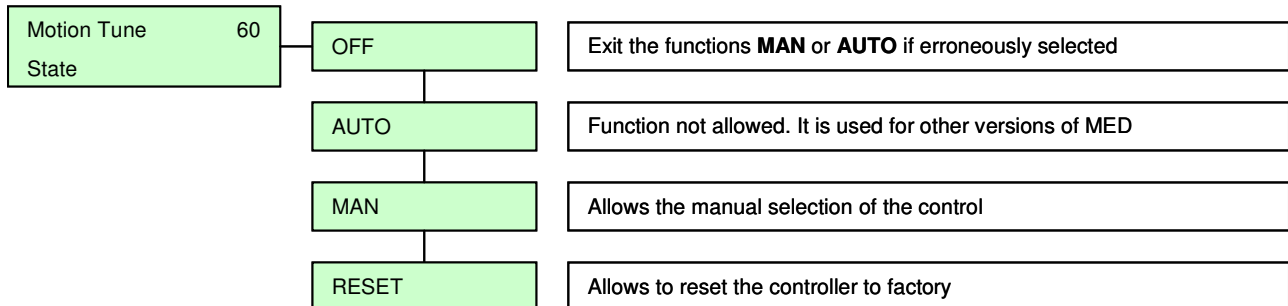 Motion Tune 60
State
OFF
Exit the functions MAN or AUTO if erroneously selected
AUTO
Function not allowed. It is used for other versions of MED
MAN
Allows the manual selection of the control
RESET
Allows to reset the controller to factory